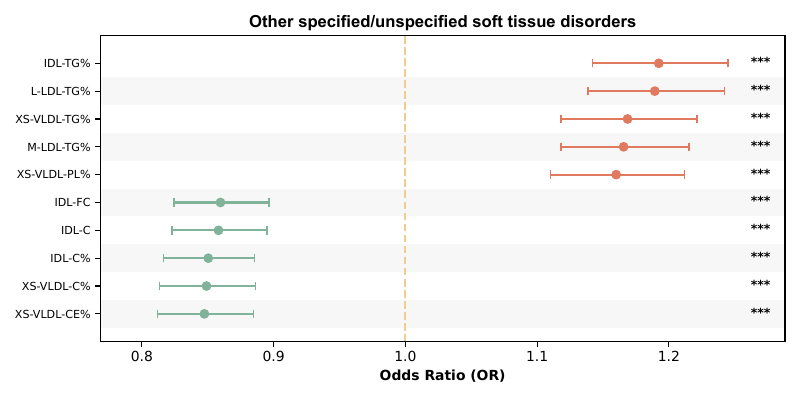 Other specified/unspecified soft tissue disorders
IDL-TG% ***
L-LDL-TG% ***
XS-VLDL-TG% ***
M-LDL-TG% ***
XS-VLDL-PL% ***
IDL-FC ***
IDL-C ***
IDL-C% ***
XS-VLDL-C% ***
XS-VLDL-CE% ***
0.8 0.9 1.0 1.1 1.2
Odds Ratio (OR)